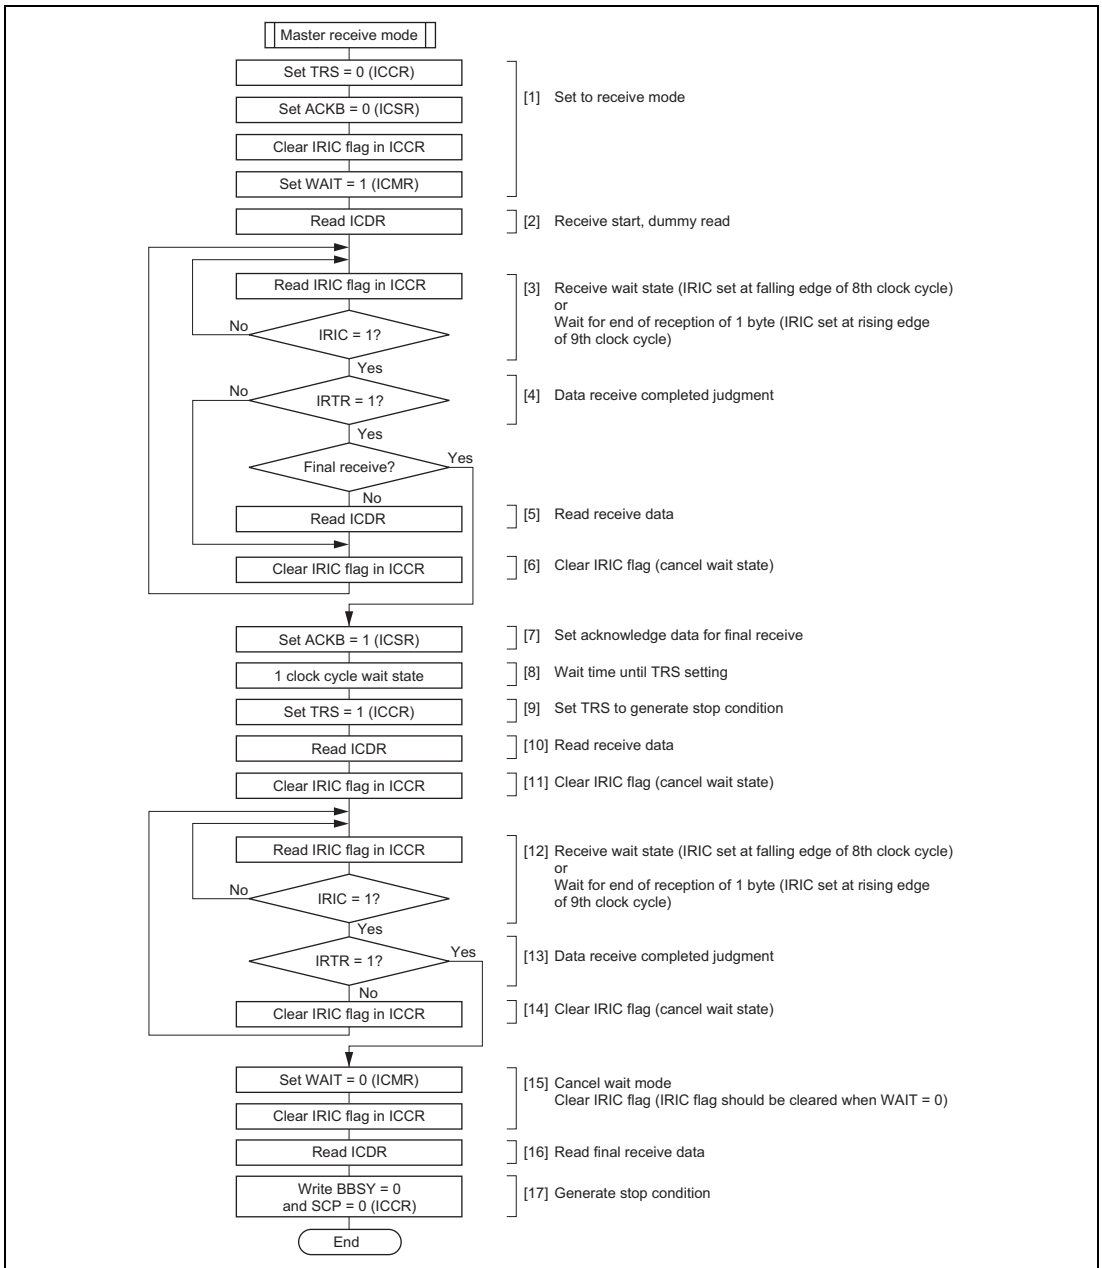 Master receive mode
Set TRS = 0 (ICCR)
[1] Set to receive mode
Set ACKB = 0 (ICSR)
Clear IRIC flag in ICCR
Set WAIT = 1 (ICMR)
Read ICDR
[2] Receive start, dummy read
Read IRIC flag in ICCR
[3] Receive wait state (IRIC set at falling edge of 8th clock cycle)
or
Wait for end of reception of 1 byte (IRIC set at rising edge
of 9th clock cycle)
No
IRIC = 1?
Yes
No
IRTR = 1?
[4] Data receive completed judgment
Yes
Final receive?
Yes
No
Read ICDR
[5] Read receive data
Clear IRIC flag in ICCR
[6] Clear IRIC flag (cancel wait state)
Set ACKB = 1 (ICSR)
[7] Set acknowledge data for final receive
1 clock cycle wait state
[8] Wait time until TRS setting
Set TRS = 1 (ICCR)
[9] Set TRS to generate stop condition
Read ICDR
[10] Read receive data
Clear IRIC flag in ICCR
[11] Clear IRIC flag (cancel wait state)
Read IRIC flag in ICCR
[12] Receive wait state (IRIC set at falling edge of 8th clock cycle)
or
Wait for end of reception of 1 byte (IRIC set at rising edge
of 9th clock cycle)
No
IRIC = 1?
Yes
IRTR = 1?
Yes
[13] Data receive completed judgment
No
Clear IRIC flag in ICCR
[14] Clear IRIC flag (cancel wait state)
Set WAIT = 0 (ICMR)
[15] Cancel wait mode
Clear IRIC flag (IRIC flag should be cleared when WAIT = 0)
Clear IRIC flag in ICCR
Read ICDR
[16] Read final receive data
Write BBSY = 0
and SCP = 0 (ICCR)
[17] Generate stop condition
End